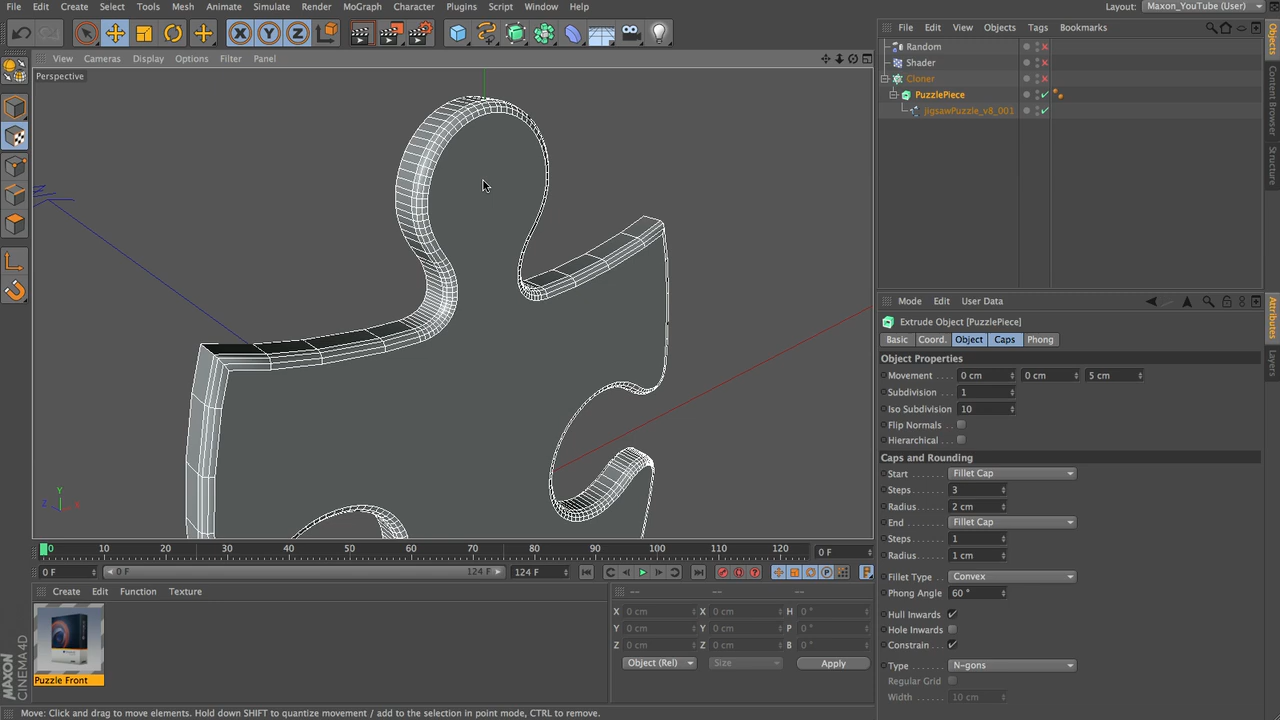 File Edit Create Select Tools Mesh Animate Simulate Render MoGraph Character Plugins Script Window Help Layout: Maxon_YouTube (User)
X Y Z
View Cameras Display Options Filter Panel
Perspective
Y
Z X
0 10 20 30 40 50 60 70 80 90 100 110 120 0 F
0 F 0 F 124 F 124 F
Create Edit Function Texture
Puzzle Front
MAXON
CINEMA 4D
-- -- --
X 0 cm X 0 cm H 0 °
Y 0 cm Y 0 cm P 0 °
Z 0 cm Z 0 cm B 0 °
Object (Rel) Size Apply
File Edit View Objects Tags Bookmarks
Random
Shader
Cloner
PuzzlePiece
JigsawPuzzle_v8_001
Objects
Content Browser
Structure
Mode Edit User Data
Extrude Object [PuzzlePiece]
Basic Coord. Object Caps Phong
Object Properties
Movement 0 cm 0 cm 5 cm
Subdivision 1
Iso Subdivision 10
Flip Normals
Hierarchical
Caps and Rounding
Start Fillet Cap
Steps 3
Radius 2 cm
End Fillet Cap
Steps 1
Radius 1 cm
Fillet Type Convex
Phong Angle 60 °
Hull Inwards
Hole Inwards
Constrain
Type N-gons
Regular Grid
Width 10 cm
Attributes
Layers
Move: Click and drag to move elements. Hold down SHIFT to quantize movement / add to the selection in point mode, CTRL to remove.